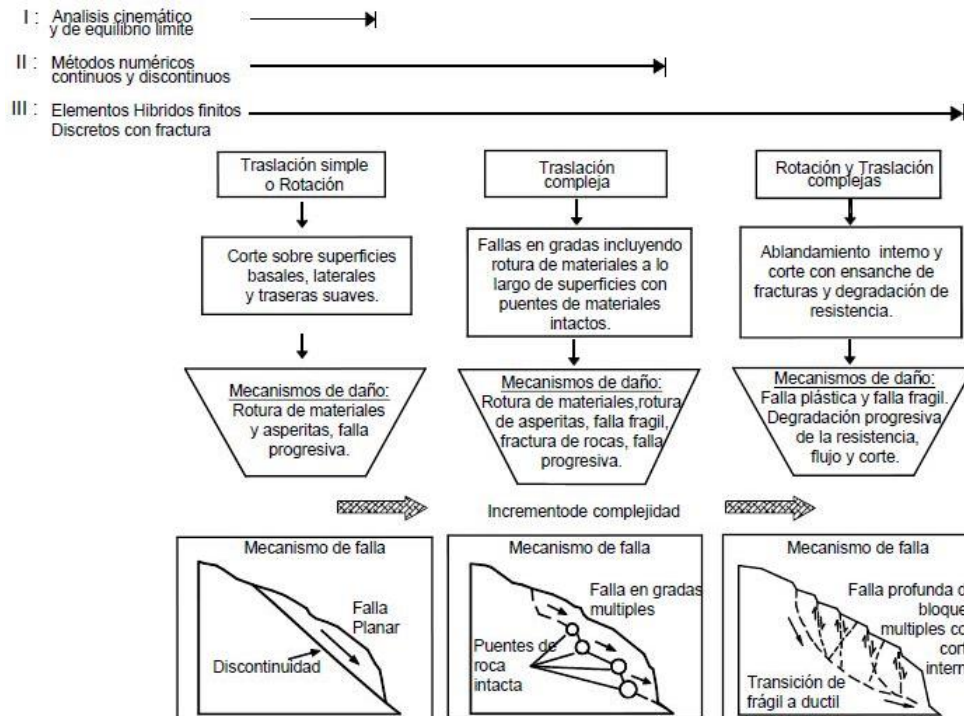 I : Analisis cinemático
y de equilibrio limite
II : Métodos numéricos
continuos y discontinuos
III : Elementos Hibridos finitos
Discretos con fractura
Traslación simple
o Rotación
Traslación
compleja
Rotación y Traslación
complejas
Corte sobre superficies
basales, laterales
y traseras suaves.
Fallas en gradas incluyendo
rotura de materiales a lo
largo de superficies con
puentes de materiales
intactos.
Ablandamiento interno y
corte con ensanche de
fracturas y degradación de
resistencia.
Mecanismos de daño:
Rotura de materiales
y asperitas, falla
progresiva.
Mecanismos de daño:
Rotura de materiales,rotura
de asperitas, falla fragil,
fractura de rocas, falla
progresiva.
Mecanismos de daño:
Falla plástica y falla fragil.
Degradación progresiva
de la resistencia,
flujo y corte.
Incrementode complejidad
Mecanismo de falla
Falla
Planar
Discontinuidad
Mecanismo de falla
Falla en gradas
multiples
Puentes de
roca
intacta
Mecanismo de falla
Falla profunda
multiples
Transición de
frágil a ductil